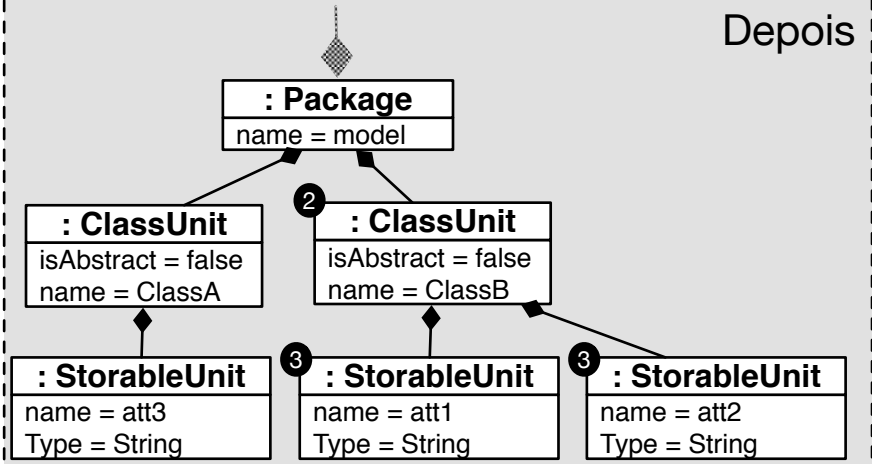 Depois
: Package
name = model
: ClassUnit
isAbstract = false
name = ClassA
2
: ClassUnit
isAbstract = false
name = ClassB
: StorableUnit
name = att3
Type = String
3
: StorableUnit
name = att1
Type = String
3
: StorableUnit
name = att2
Type = String